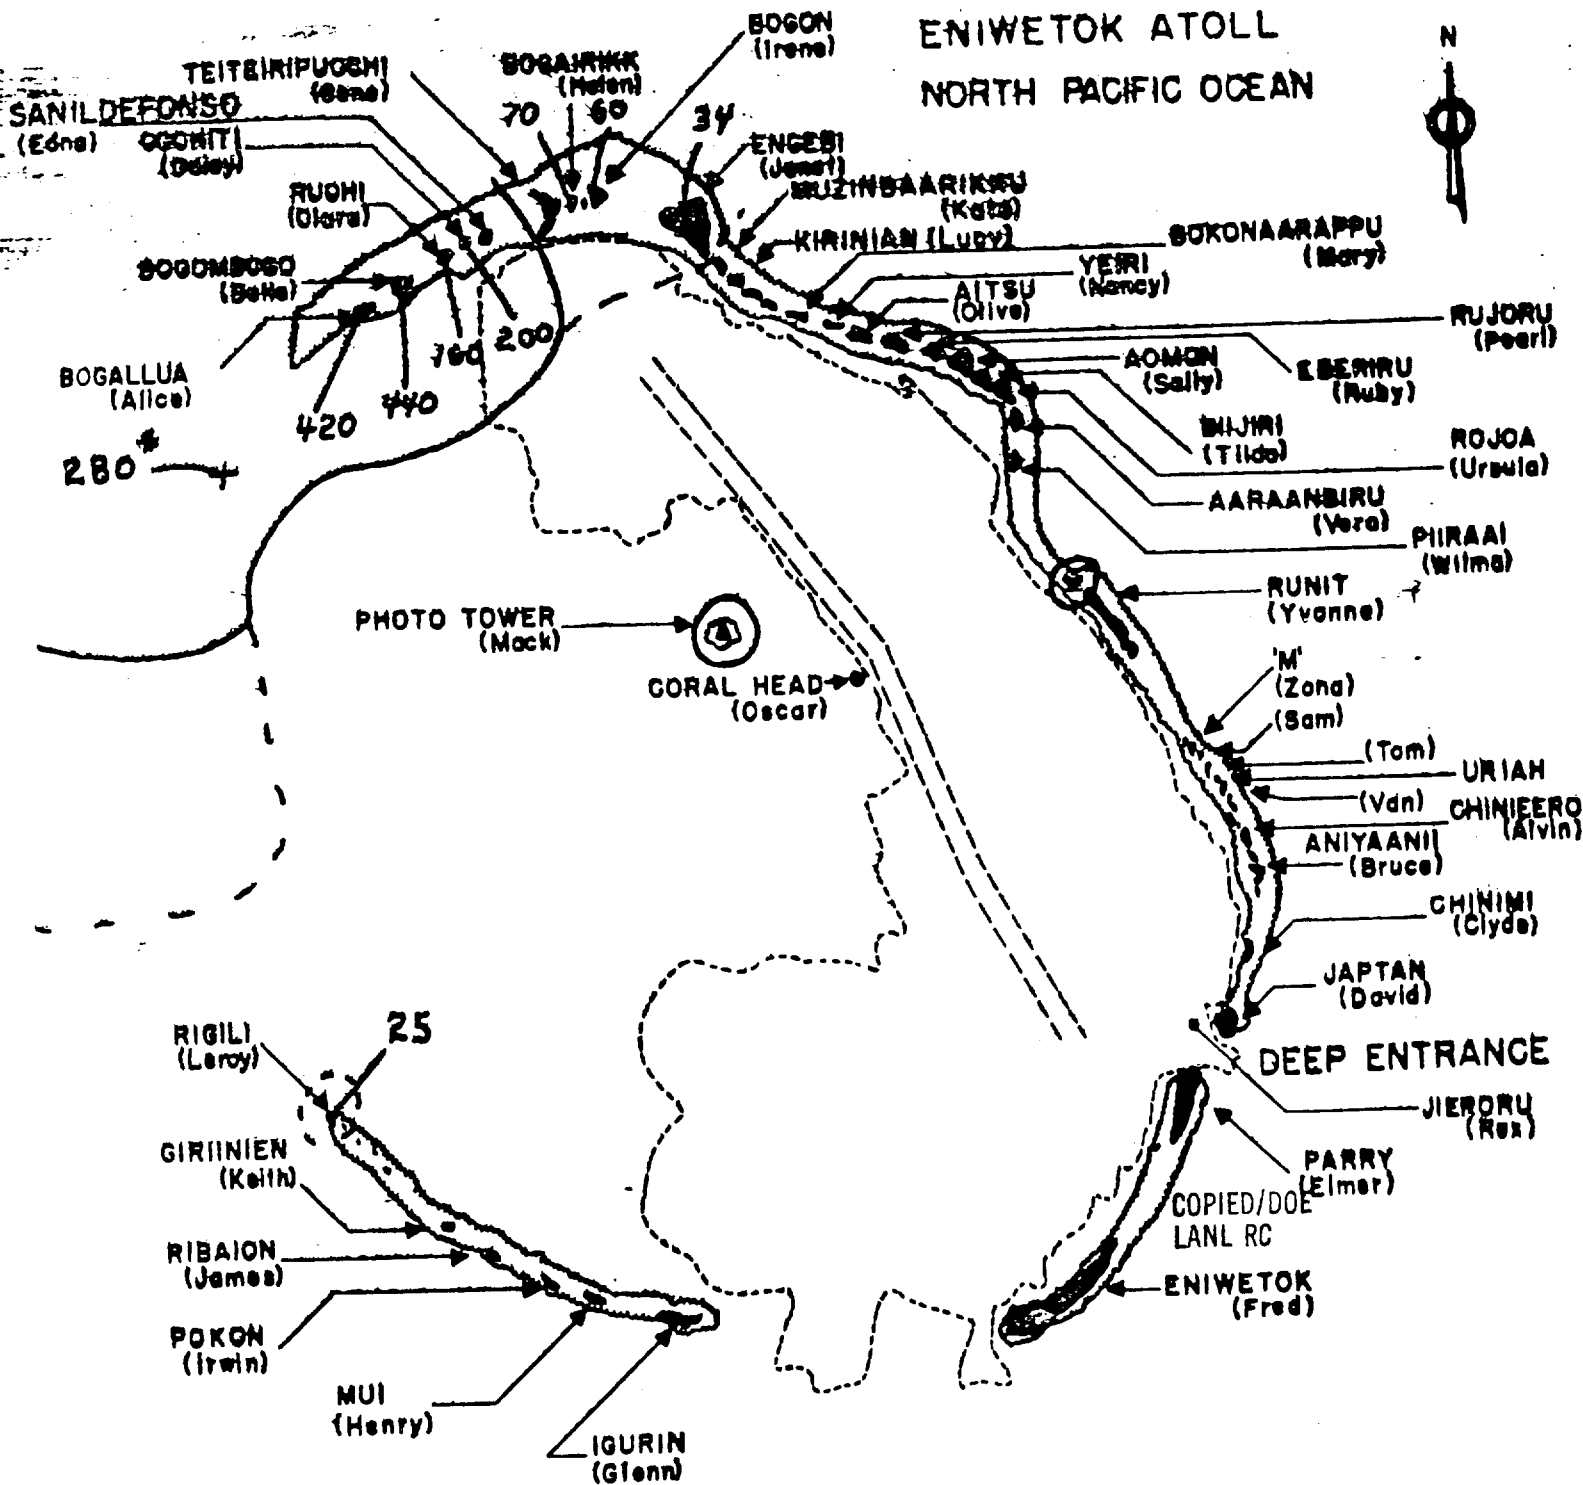 ENIWETOK ATOLL
NORTH PACIFIC OCEAN
N
BOGON
(Irene)
BOGAIRIKK
(Helen)
TEITEIRIPUCCHI
(Gene)
SANILDEFONSO
(Edna)
(Daisy)
RUCHI
(Clara)
BOGOMBOGO
(Belle)
BOGALLUA
(Alice)
70
60
34
200
420
440
280*
ENGEBI
(Janet)
MUZINBAARIKKU
(Kate)
KIRINIAN (Lucy)
BOKONAARAPPU
(Mary)
YEIRI
(Nancy)
AITSU
(Olive)
RUJORU
(Pearl)
EBERIRU
(Ruby)
AOMON
(Sally)
BIIJIRI
(Tilda)
ROJOA
(Ursula)
AARAANBIRU
(Vera)
PIIRAAI
(Wilma)
RUNIT
(Yvonne)
PHOTO TOWER
(Mack)
CORAL HEAD
(Oscar)
'M'
(Zona)
(Sam)
(Tom)
URIAH
(Van)
CHINIEERO
(Alvin)
ANIYAANII
(Bruce)
CHINIMI
(Clyde)
JAPTAN
(David)
DEEP ENTRANCE
JIERORU
(Rex)
PARRY
(Elmer)
COPIED/DOE
LANL RC
ENIWETOK
(Fred)
RIGILI
(Leroy)
25
GIRIINIEN
(Keith)
RIBAION
(James)
POKON
(Irwin)
MUI
(Henry)
IGURIN
(Glenn)